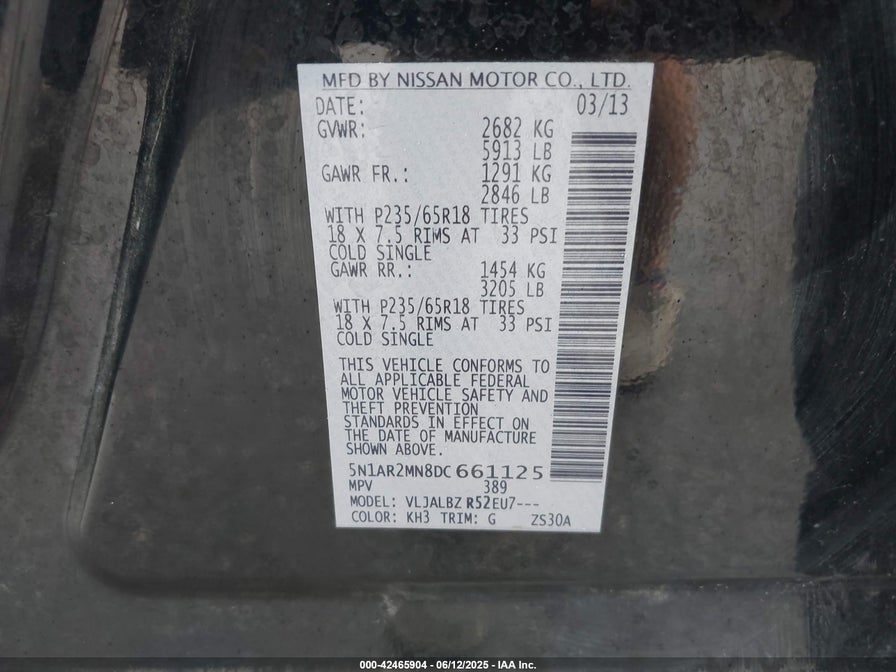 MFD BY NISSAN MOTOR CO., LTD.
DATE: 03/13
GVWR: 2682 KG
5913 LB
GAWR FR.: 1291 KG
2846 LB
WITH P235/65R18 TIRES
18 X 7.5 RIMS AT 33 PSI
COLD SINGLE
GAWR RR.: 1454 KG
3205 LB
WITH P235/65R18 TIRES
18 X 7.5 RIMS AT 33 PSI
COLD SINGLE
THIS VEHICLE CONFORMS TO
ALL APPLICABLE FEDERAL
MOTOR VEHICLE SAFETY AND
THEFT PREVENTION
STANDARDS IN EFFECT ON
THE DATE OF MANUFACTURE
SHOWN ABOVE.
5N1AR2MN8DC661125
MPV 389
MODEL: VLJALBZ R52EU7---
COLOR: KH3 TRIM: G ZS30A
000-42465904 - 06/12/2025 - IAA Inc.